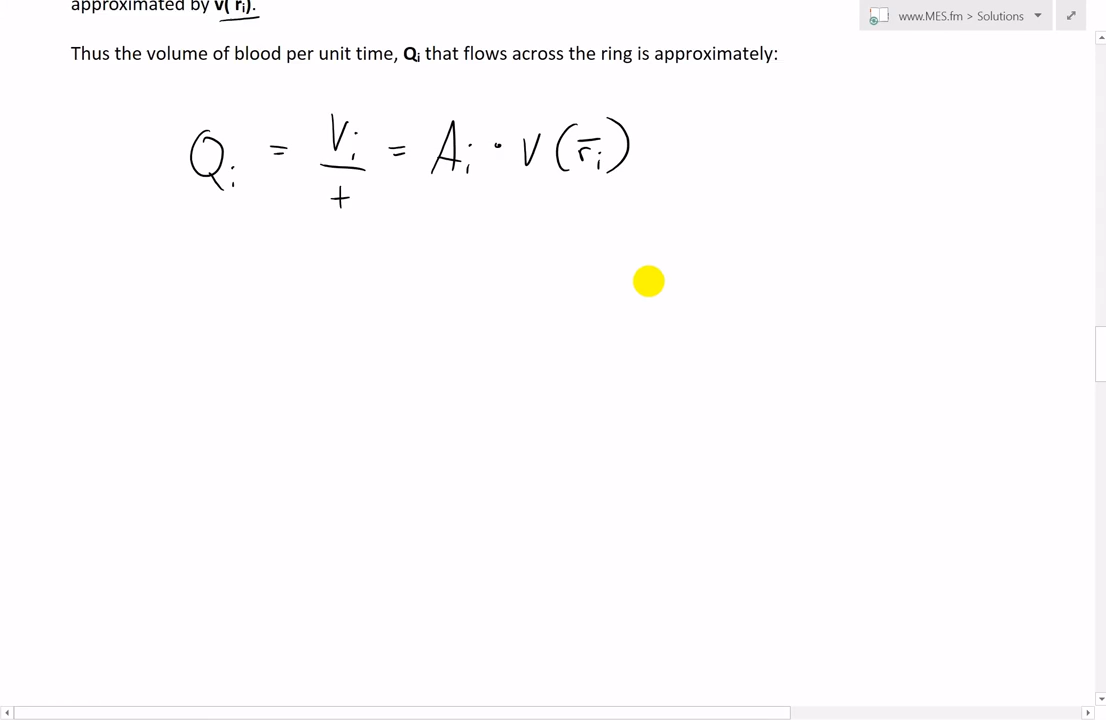 approximated by v( rᵢ).
www.MES.fm > Solutions
Thus the volume of blood per unit time, Qᵢ that flows across the ring is approximately:
Qᵢ = Vᵢ/t = Aᵢ · v(r̄ᵢ)